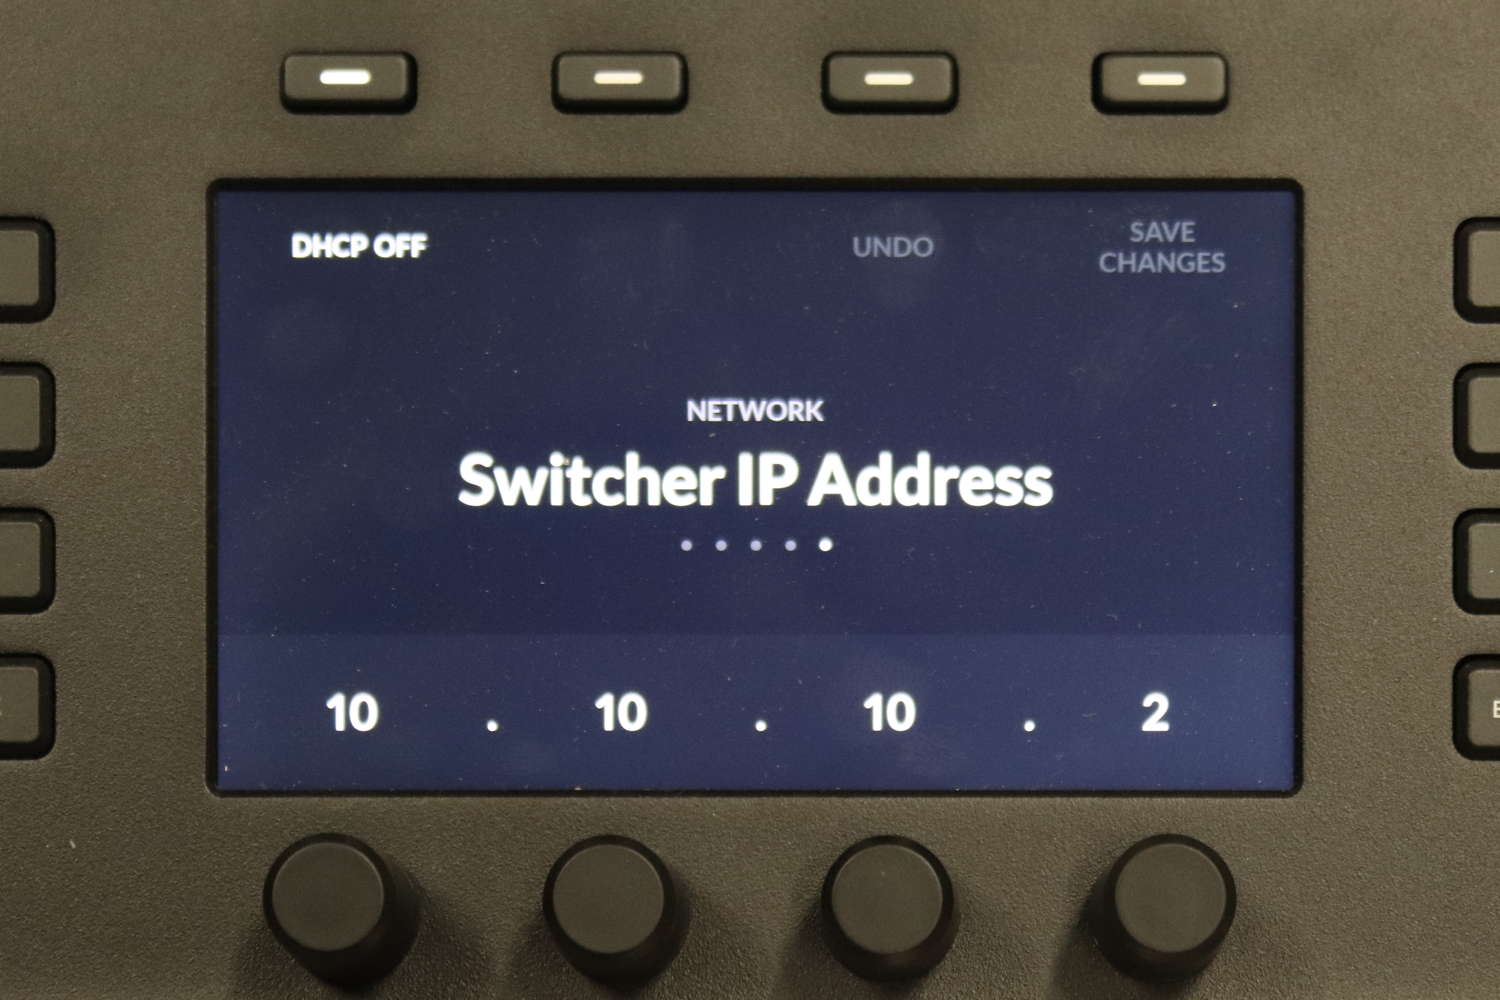 DHCP OFF
UNDO
SAVE
CHANGES
NETWORK
Switcher IP Address
10 . 10 . 10 . 2